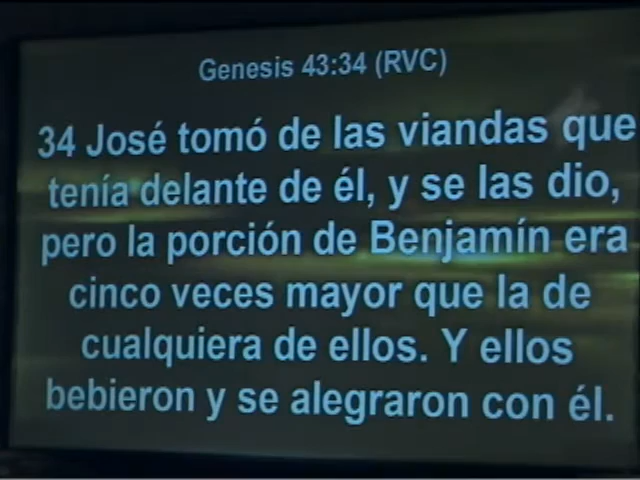 Genesis 43:34 (RVC)
34 José tomó de las viandas que
tenía delante de él, y se las dio,
pero la porción de Benjamín era
cinco veces mayor que la de
cualquiera de ellos. Y ellos
bebieron y se alegraron con él.